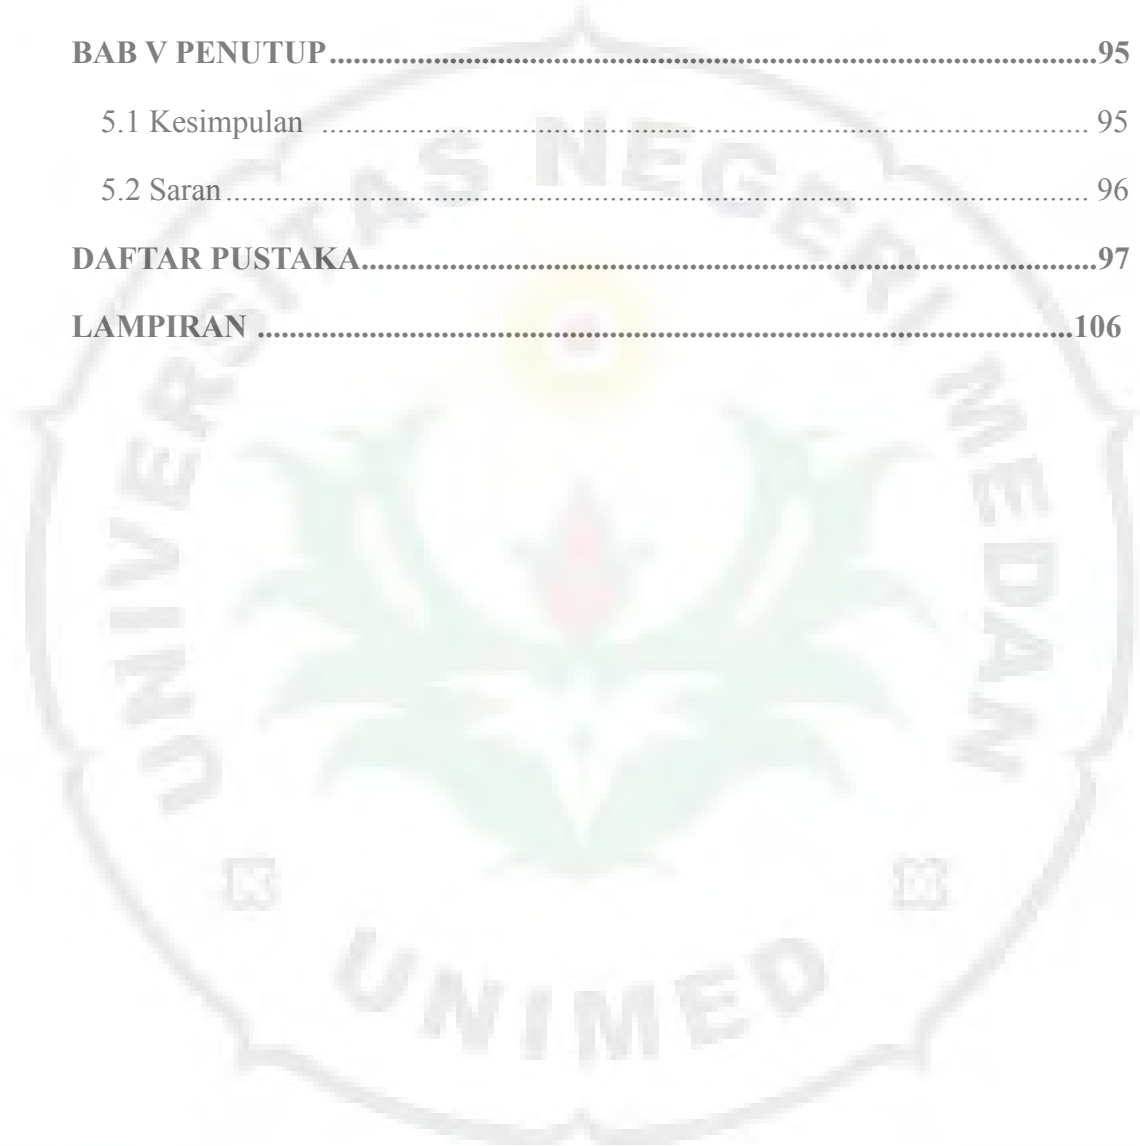 BAB V PENUTUP.......................................................................................................................95
5.1 Kesimpulan ................................................................................................ 95
5.2 Saran............................................................................................................ 96
DAFTAR PUSTAKA..................................................................................................................97
LAMPIRAN ..............................................................................................................................106
UNIVERSITAS NEGERI MEDAN
UNIMED